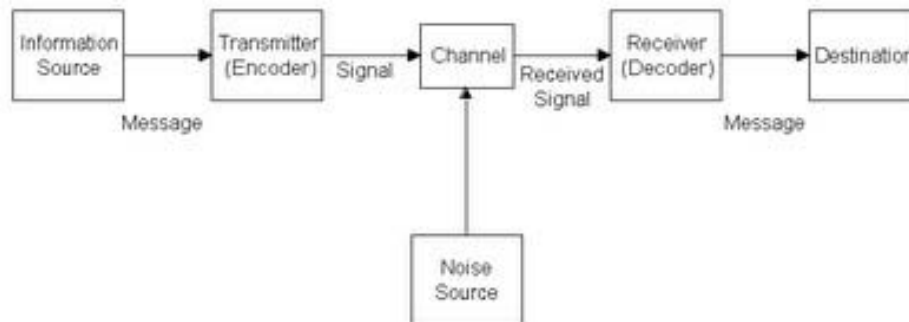 Information
Source
Transmitter
(Encoder)
Signal
Channel
Received
Signal
Receiver
(Decoder)
Destination
Message
Message
Noise
Source